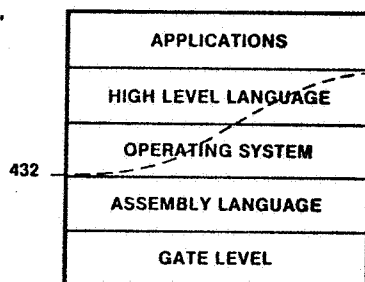 APPLICATIONS
HIGH LEVEL LANGUAGE
OPERATING SYSTEM
432
ASSEMBLY LANGUAGE
GATE LEVEL